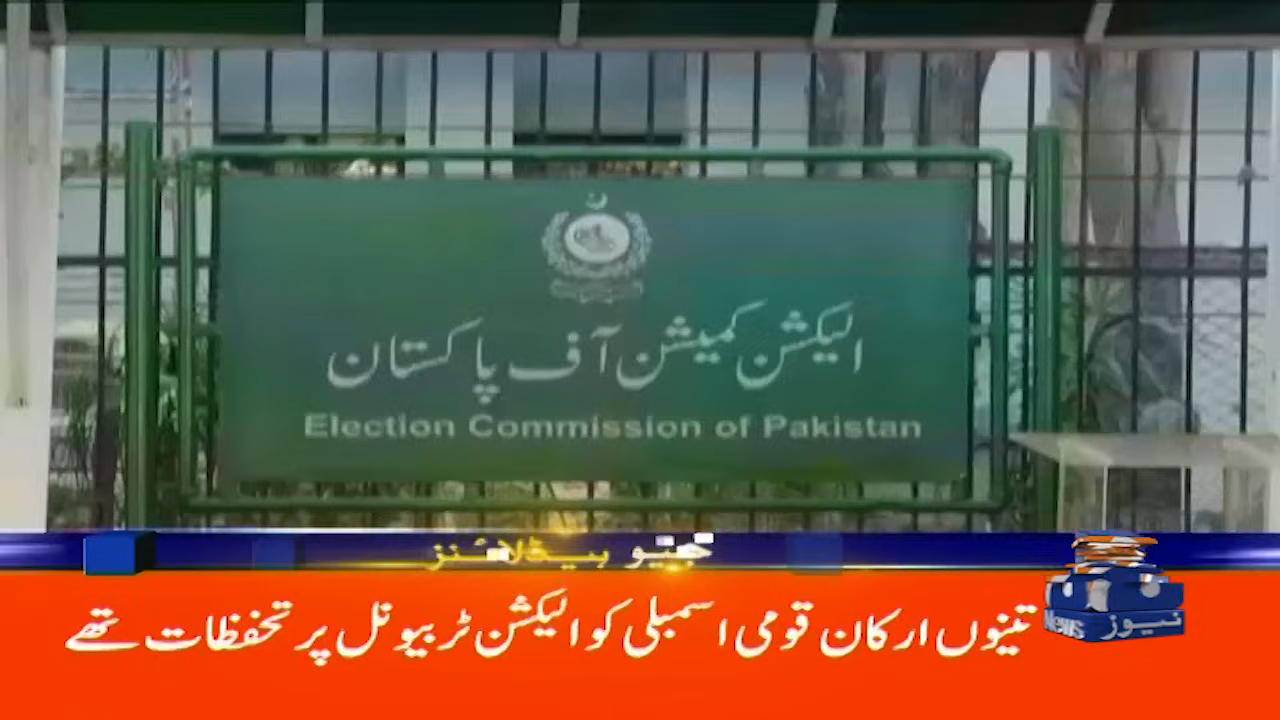 الیکشن کمیشن آف پاکستان
Election Commission of Pakistan
جیو ہیڈلائنز
تینوں ارکان قومی اسمبلی کو الیکشن ٹریبونل پر تحفظات تھے
News نیوز